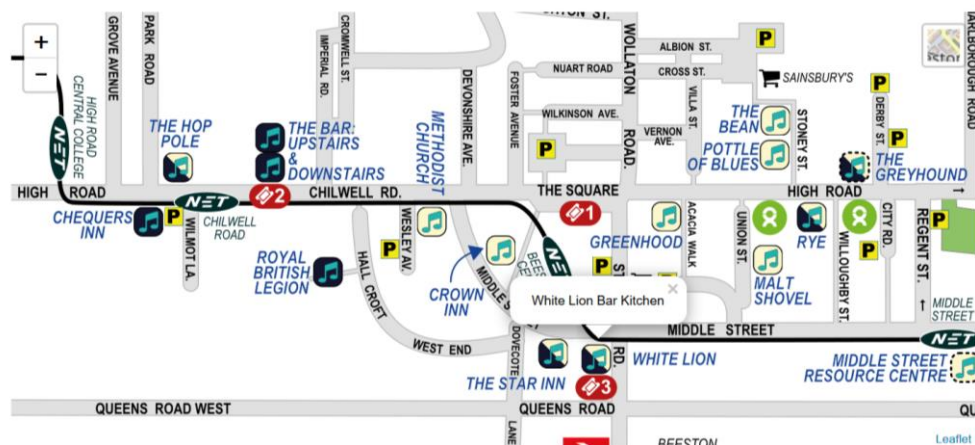 +
−
GROVE AVENUE
PARK ROAD
IMPERIAL RD.
CROMWELL ST.
DEVONSHIRE AVE.
FOSTER AVENUE
WOLLATON
ROAD.
ALBION ST.
NUART ROAD
CROSS ST.
WILKINSON AVE.
VERNON AVE.
VILLA ST.
P
SAINSBURY'S
STONEY ST.
P
DERBY ST.
P
P
HIGH ROAD
CENTRAL COLLEGE
NET
THE HOP
POLE
THE BAR:
UPSTAIRS
&
DOWNSTAIRS
METHODIST
CHURCH
THE
BEAN
POTTLE
OF BLUES
THE
GREYHOUND
HIGH ROAD
NET
2
CHILWELL RD.
THE SQUARE
HIGH ROAD
CHILWELL
ROAD
CHEQUERS
INN
P
WILMOT LA.
ROYAL
BRITISH
LEGION
HALL CROFT
P
WESLEY AV.
CROWN
INN
WEST END
1
GREENHOOD
ACACIA WALK
UNION ST.
RYE
WILLOUGHBY ST.
CITY RD.
P
REGENT ST.
P
P
MALT
SHOVEL
White Lion Bar Kitchen
×
MIDDLE STREET
MIDDLE
STREET
NET
DOVECOTE
LANE
THE STAR INN
WHITE LION
RD.
3
MIDDLE STREET
RESOURCE CENTRE
QUEENS ROAD WEST
QUEENS ROAD
BEESTON
Leaflet